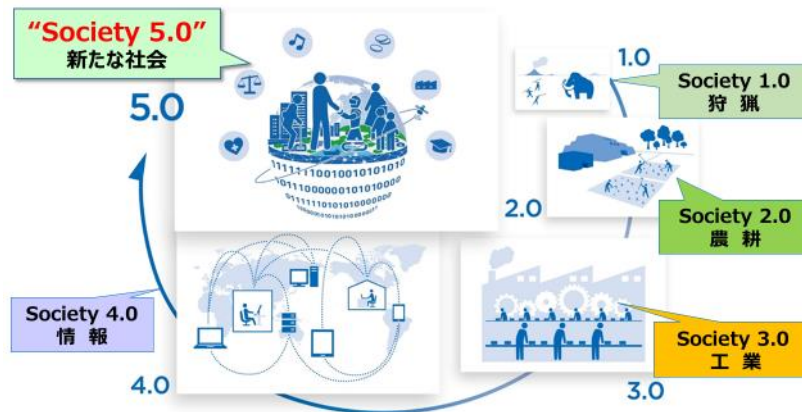 “Society 5.0”
新たな社会
5.0
1.0
Society 1.0
狩 猟
2.0
Society 2.0
農 耕
Society 3.0
工 業
3.0
Society 4.0
情 報
4.0